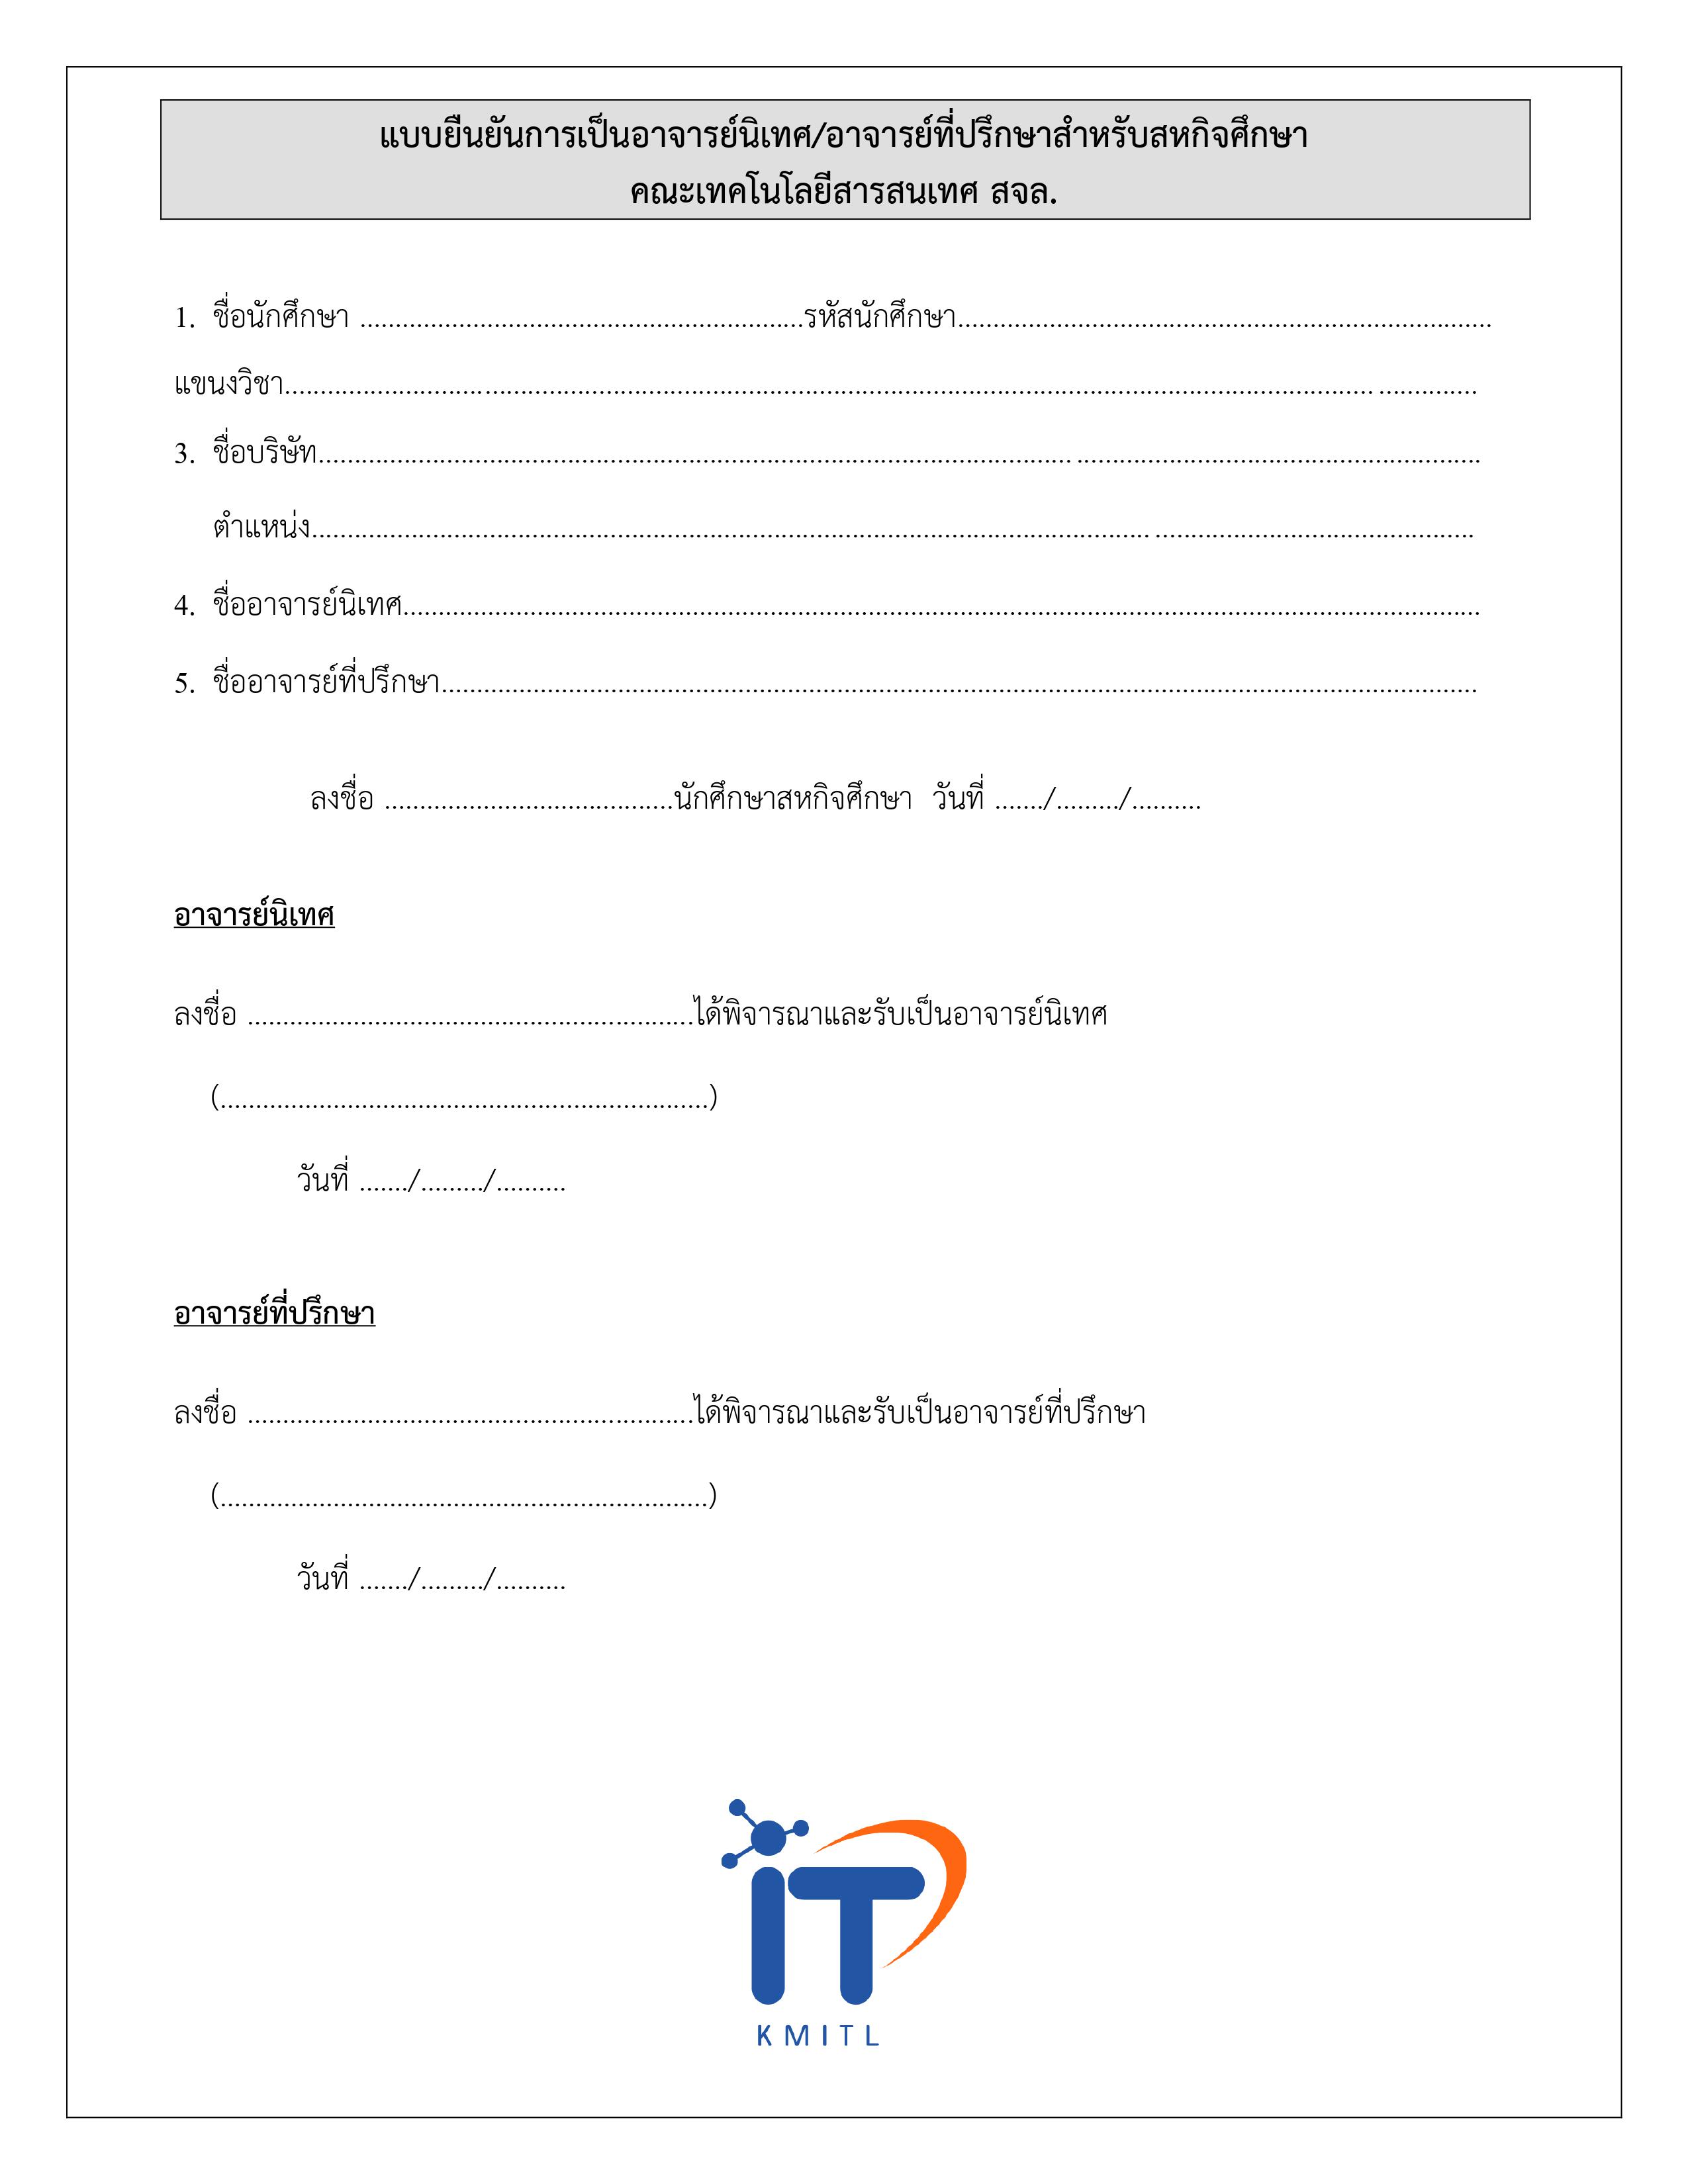 แบบยืนยันการเป็นอาจารย์นิเทศ/อาจารย์ที่ปรึกษาสำหรับสหกิจศึกษา
คณะเทคโนโลยีสารสนเทศ สจล.
1. ชื่อนักศึกษา ...............................................................รหัสนักศึกษา...........................................................................
แขนงวิชา......................................................................................................................................................... ..............
3. ชื่อบริษัท.......................................................................................................... .........................................................
ตำแหน่ง...................................................................................................................... .............................................
4. ชื่ออาจารย์นิเทศ........................................................................................................................................................
5. ชื่ออาจารย์ที่ปรึกษา..................................................................................................................................................
ลงชื่อ .........................................นักศึกษาสหกิจศึกษา วันที่ ......./........./..........
อาจารย์นิเทศ
ลงชื่อ ...............................................................ได้พิจารณาและรับเป็นอาจารย์นิเทศ
(.....................................................................)
วันที่ ......./........./..........
อาจารย์ที่ปรึกษา
ลงชื่อ ...............................................................ได้พิจารณาและรับเป็นอาจารย์ที่ปรึกษา
(.....................................................................)
วันที่ ......./........./..........
iT
KMITL